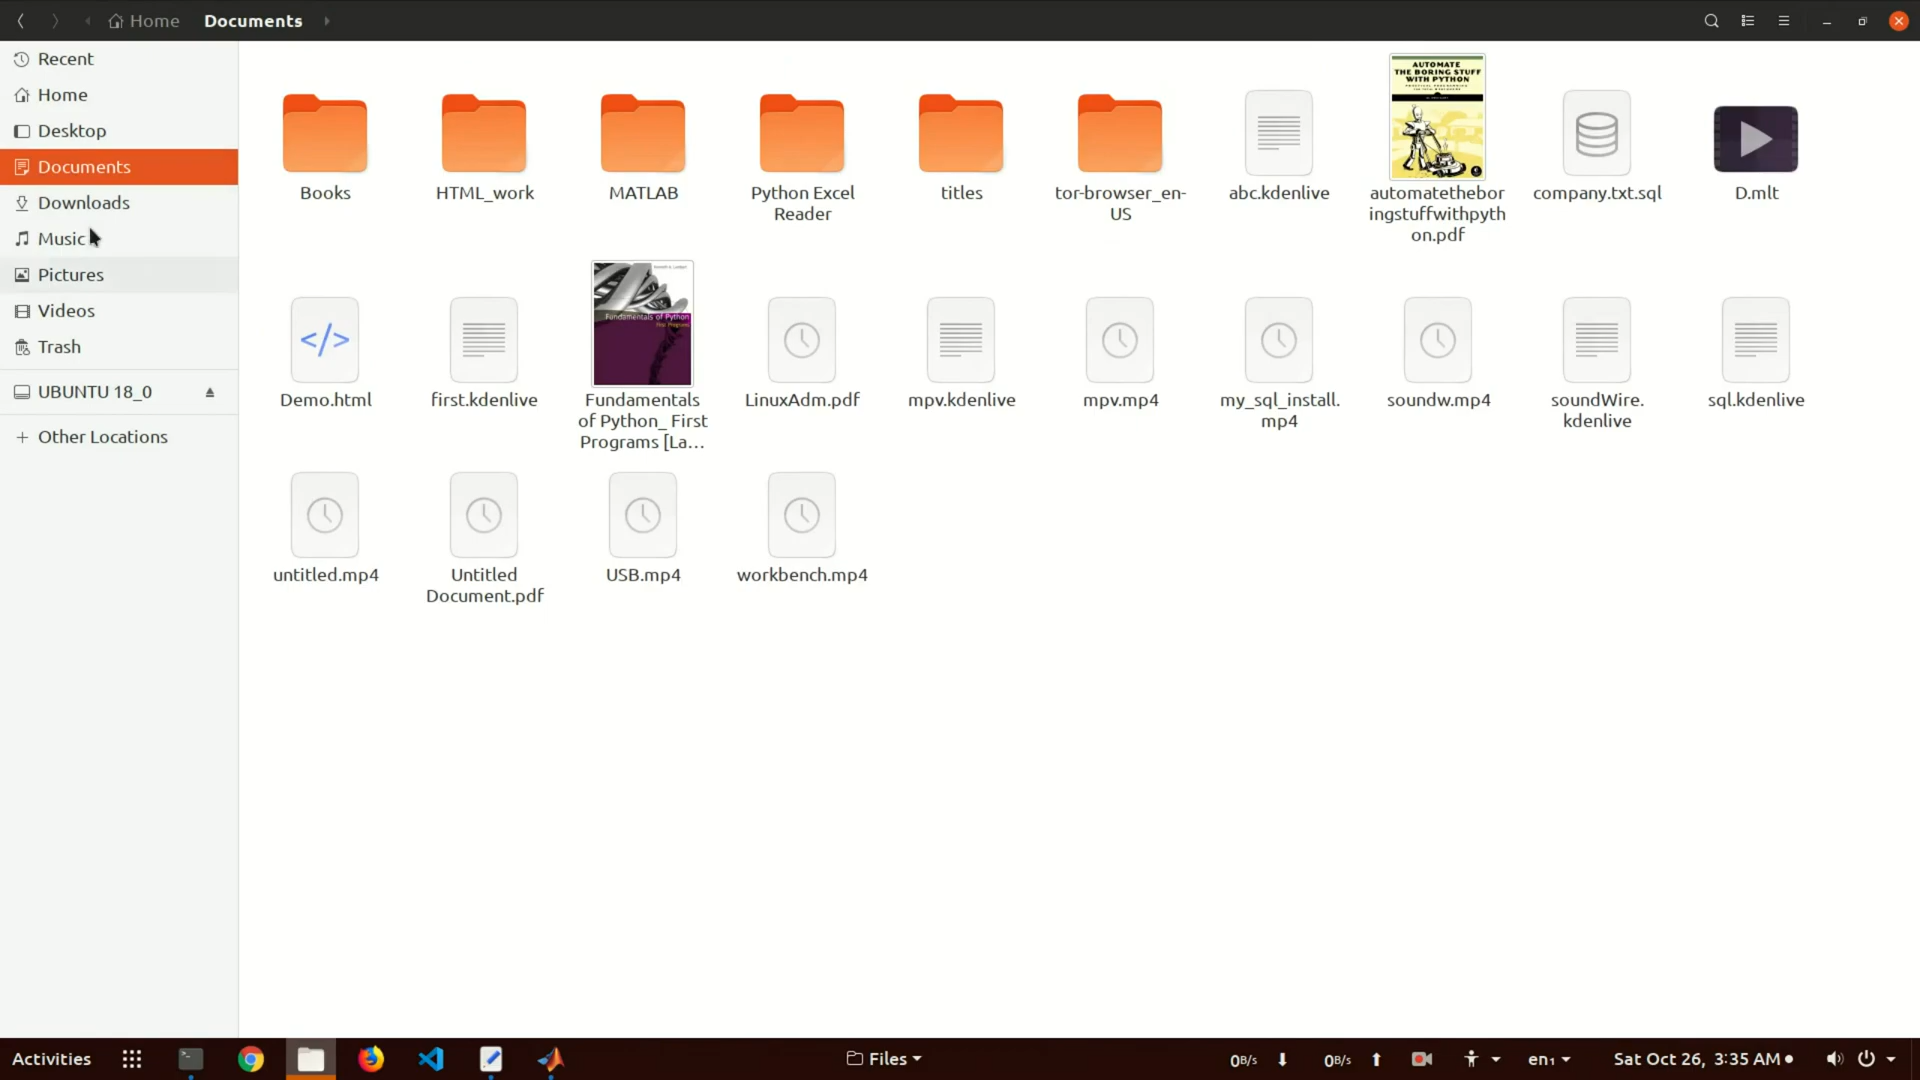 Home Documents
Recent
Home
Desktop
Documents
Downloads
Music
Pictures
Videos
Trash
UBUNTU 18_0
Other Locations
AUTOMATE
THE BORING STUFF
WITH PYTHON
Books
HTML_work
MATLAB
Python Excel
Reader
titles
tor-browser_en-
US
abc.kdenlive
automatethebor
ingstuffwithpyth
on.pdf
company.txt.sql
D.mlt
Fundamentals of Python
First Programs
Demo.html
first.kdenlive
Fundamentals
of Python_ First
Programs [La...
LinuxAdm.pdf
mpv.kdenlive
mpv.mp4
my_sql_install.
mp4
soundw.mp4
soundWire.
kdenlive
sql.kdenlive
untitled.mp4
Untitled
Document.pdf
USB.mp4
workbench.mp4
Activities
Files
0B/s
0B/s
en₁
Sat Oct 26, 3:35 AM